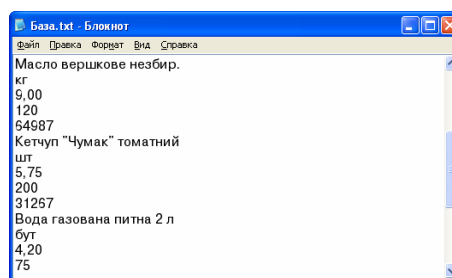 База.txt - Блокнот
Файл Правка Формат Вид Справка
Масло вершкове незбир.
кг
9,00
120
64987
Кетчуп "Чумак" томатний
шт
5,75
200
31267
Вода газована питна 2 л
бут
4,20
75